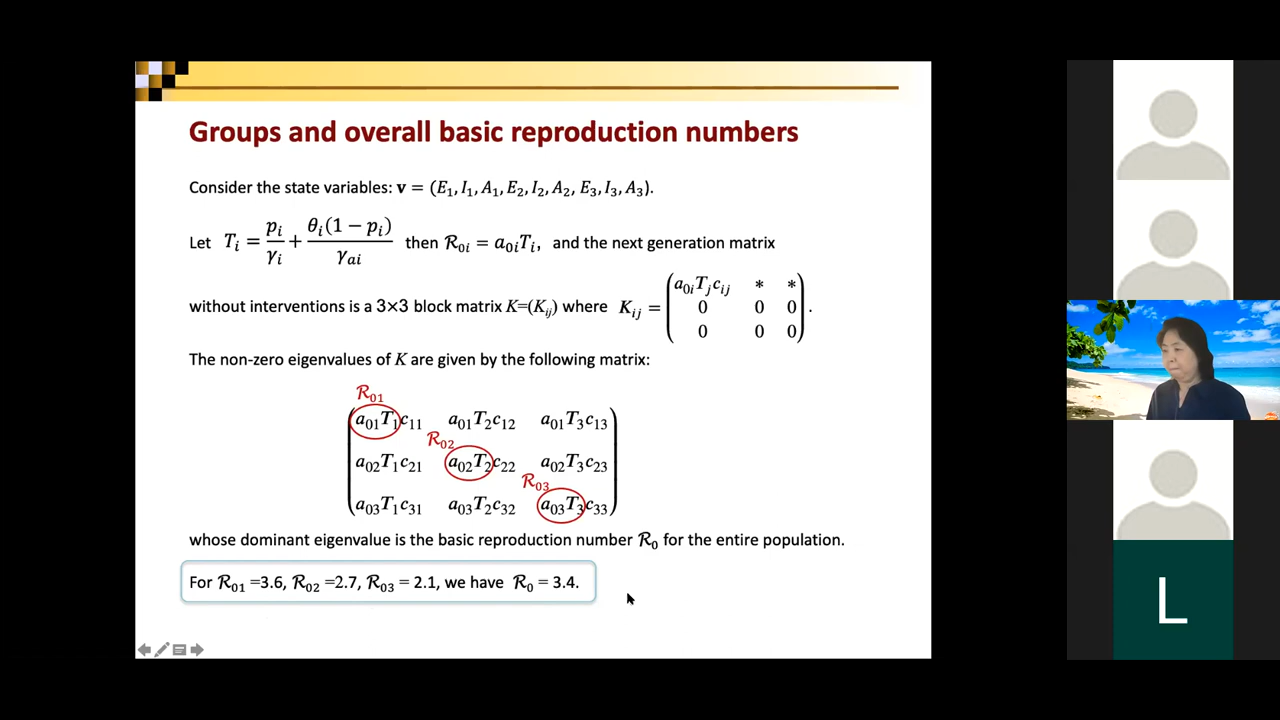 Groups and overall basic reproduction numbers
Consider the state variables: v = (E₁, I₁, A₁, E₂, I₂, A₂, E₃, I₃, A₃).
Let Tᵢ = pᵢ/γᵢ + θᵢ(1 − pᵢ)/γₐᵢ then ℛ₀ᵢ = a₀ᵢTᵢ, and the next generation matrix
without interventions is a 3×3 block matrix K=(Kᵢⱼ) where Kᵢⱼ =
a₀ᵢTⱼcᵢⱼ * *
0 0 0
0 0 0 .
The non-zero eigenvalues of K are given by the following matrix:
ℛ₀₁
a₀₁T₁c₁₁ a₀₁T₂c₁₂ a₀₁T₃c₁₃
ℛ₀₂
a₀₂T₁c₂₁ a₀₂T₂c₂₂ a₀₂T₃c₂₃
ℛ₀₃
a₀₃T₁c₃₁ a₀₃T₂c₃₂ a₀₃T₃c₃₃
whose dominant eigenvalue is the basic reproduction number ℛ₀ for the entire population.
For ℛ₀₁ =3.6, ℛ₀₂ =2.7, ℛ₀₃ = 2.1, we have ℛ₀ = 3.4.
L